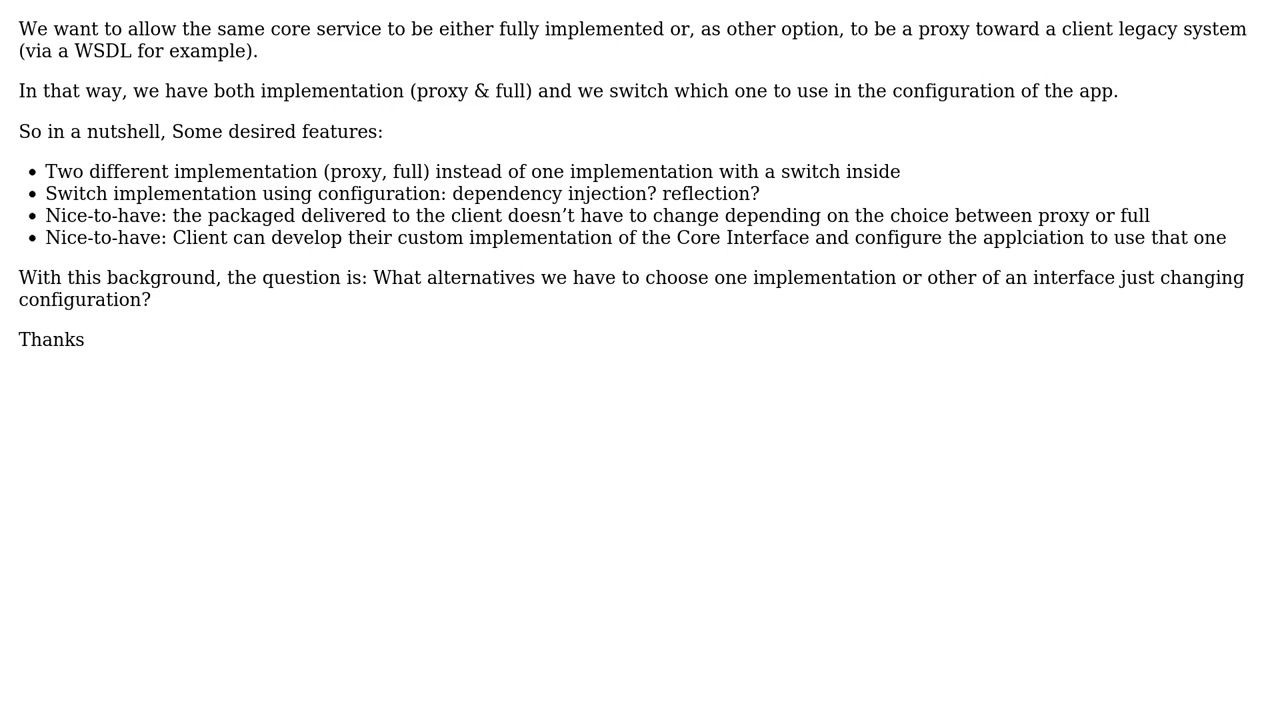 We want to allow the same core service to be either fully implemented or, as other option, to be a proxy toward a client legacy system
(via a WSDL for example).
In that way, we have both implementation (proxy & full) and we switch which one to use in the configuration of the app.
So in a nutshell, Some desired features:
• Two different implementation (proxy, full) instead of one implementation with a switch inside
• Switch implementation using configuration: dependency injection? reflection?
• Nice-to-have: the packaged delivered to the client doesn’t have to change depending on the choice between proxy or full
• Nice-to-have: Client can develop their custom implementation of the Core Interface and configure the applciation to use that one
With this background, the question is: What alternatives we have to choose one implementation or other of an interface just changing
configuration?
Thanks